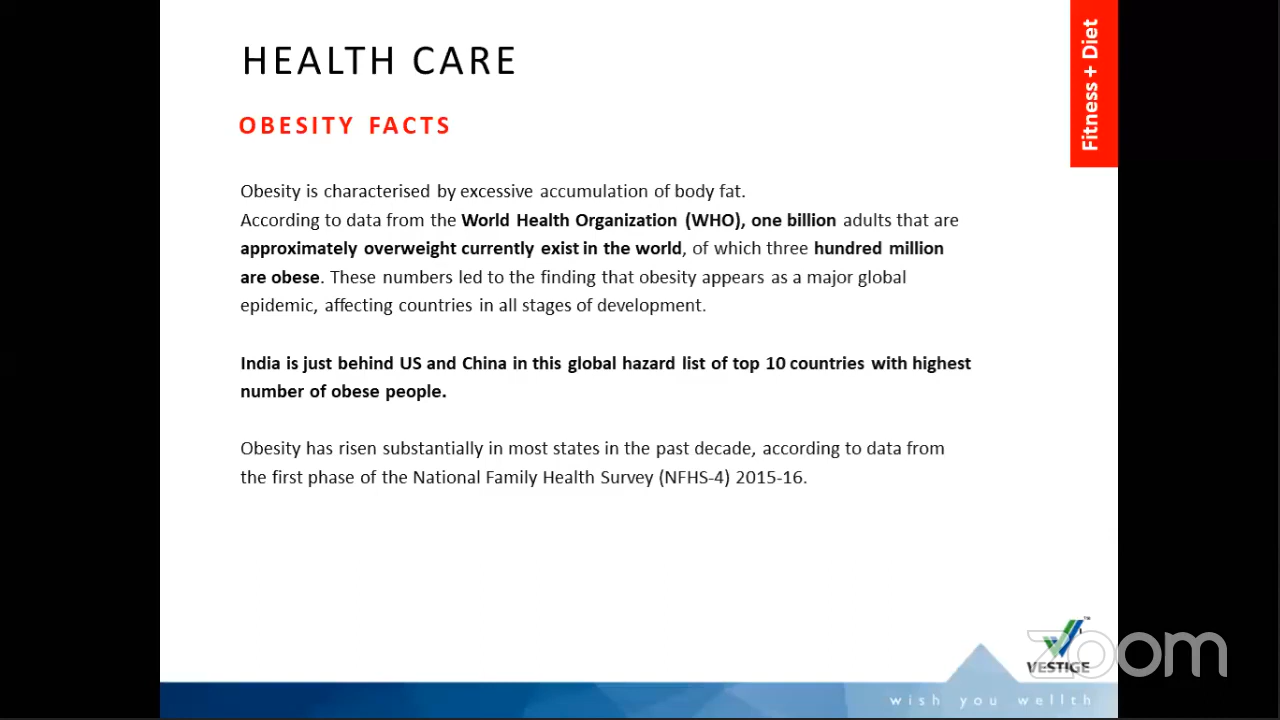 HEALTH CARE
Fitness + Diet
OBESITY FACTS
Obesity is characterised by excessive accumulation of body fat.
According to data from the World Health Organization (WHO), one billion adults that are
approximately overweight currently exist in the world, of which three hundred million
are obese. These numbers led to the finding that obesity appears as a major global
epidemic, affecting countries in all stages of development.
India is just behind US and China in this global hazard list of top 10 countries with highest
number of obese people.
Obesity has risen substantially in most states in the past decade, according to data from
the first phase of the National Family Health Survey (NFHS-4) 2015-16.
zoom
VESTIGE
wish you wellth